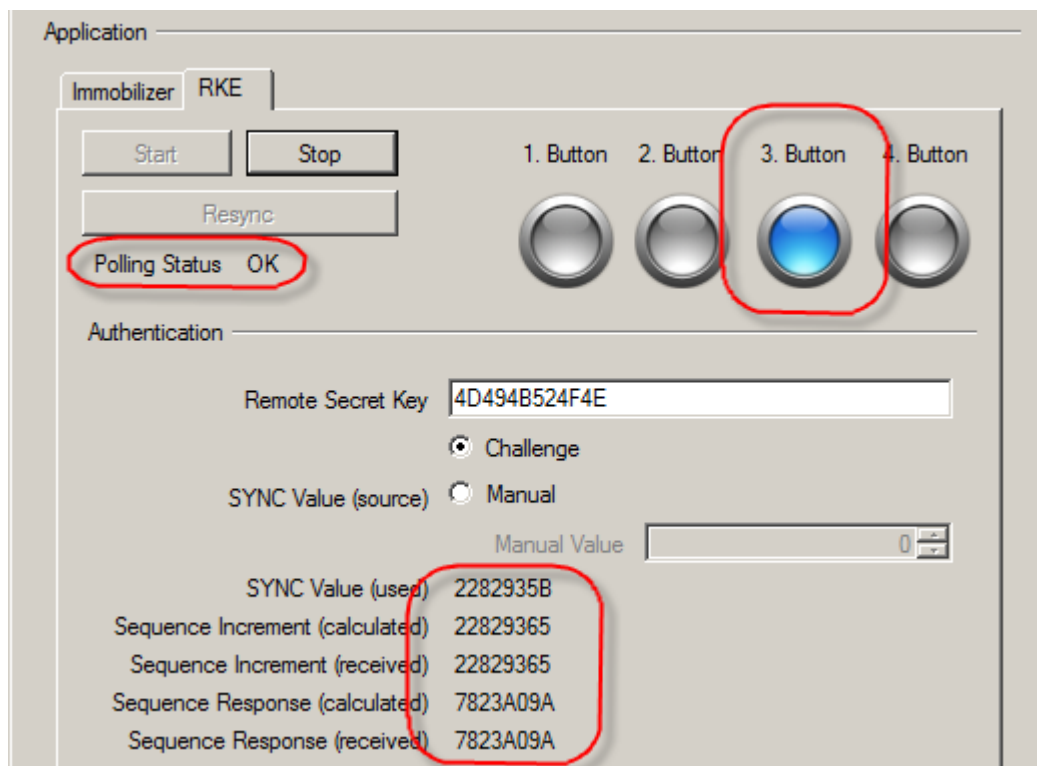 Application
Immobilizer RKE
Start Stop 1. Button 2. Button 3. Button 4. Button
Resync
Polling Status OK
Authentication
Remote Secret Key 4D494B524F4E
Challenge
SYNC Value (source) Manual
Manual Value 0
SYNC Value (used) 2282935B
Sequence Increment (calculated) 22829365
Sequence Increment (received) 22829365
Sequence Response (calculated) 7823A09A
Sequence Response (received) 7823A09A